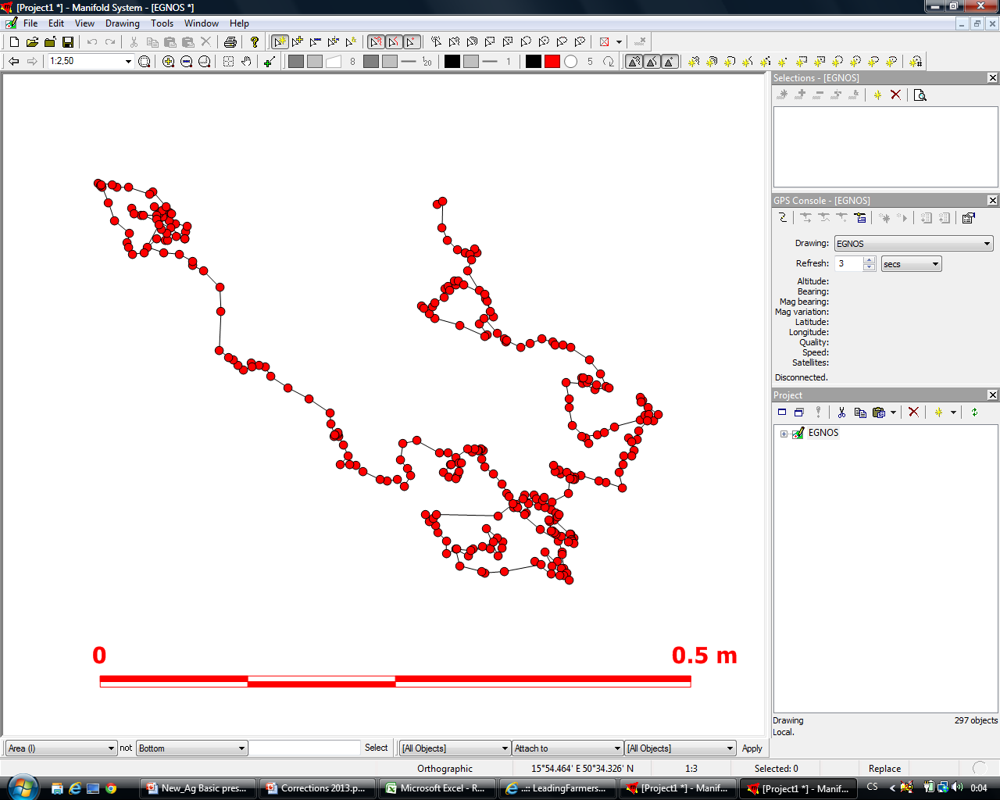 [Project1 *] - Manifold System - [EGNOS *]
File Edit View Drawing Tools Window Help
1:2,50
8 20 1 5
Selections - [EGNOS]
GPS Console - [EGNOS]
Drawing: EGNOS
Refresh: 3 secs
Altitude:
Bearing:
Mag bearing:
Mag variation:
Latitude:
Longitude:
Quality:
Speed:
Satellites:
Disconnected.
Project
EGNOS
0 0.5 m
Drawing 297 objects
Local.
Area (I) not Bottom Select [All Objects] Attach to [All Objects] Apply
Orthographic 15°54.464' E 50°34.326' N 1:3 Selected: 0 Replace
New_Ag Basic pres... Corrections 2013.p... Microsoft Excel - R... ..:: LeadingFarmers... [Project1 *] - Manif... [Project1 *] - Manif... CS 0:04